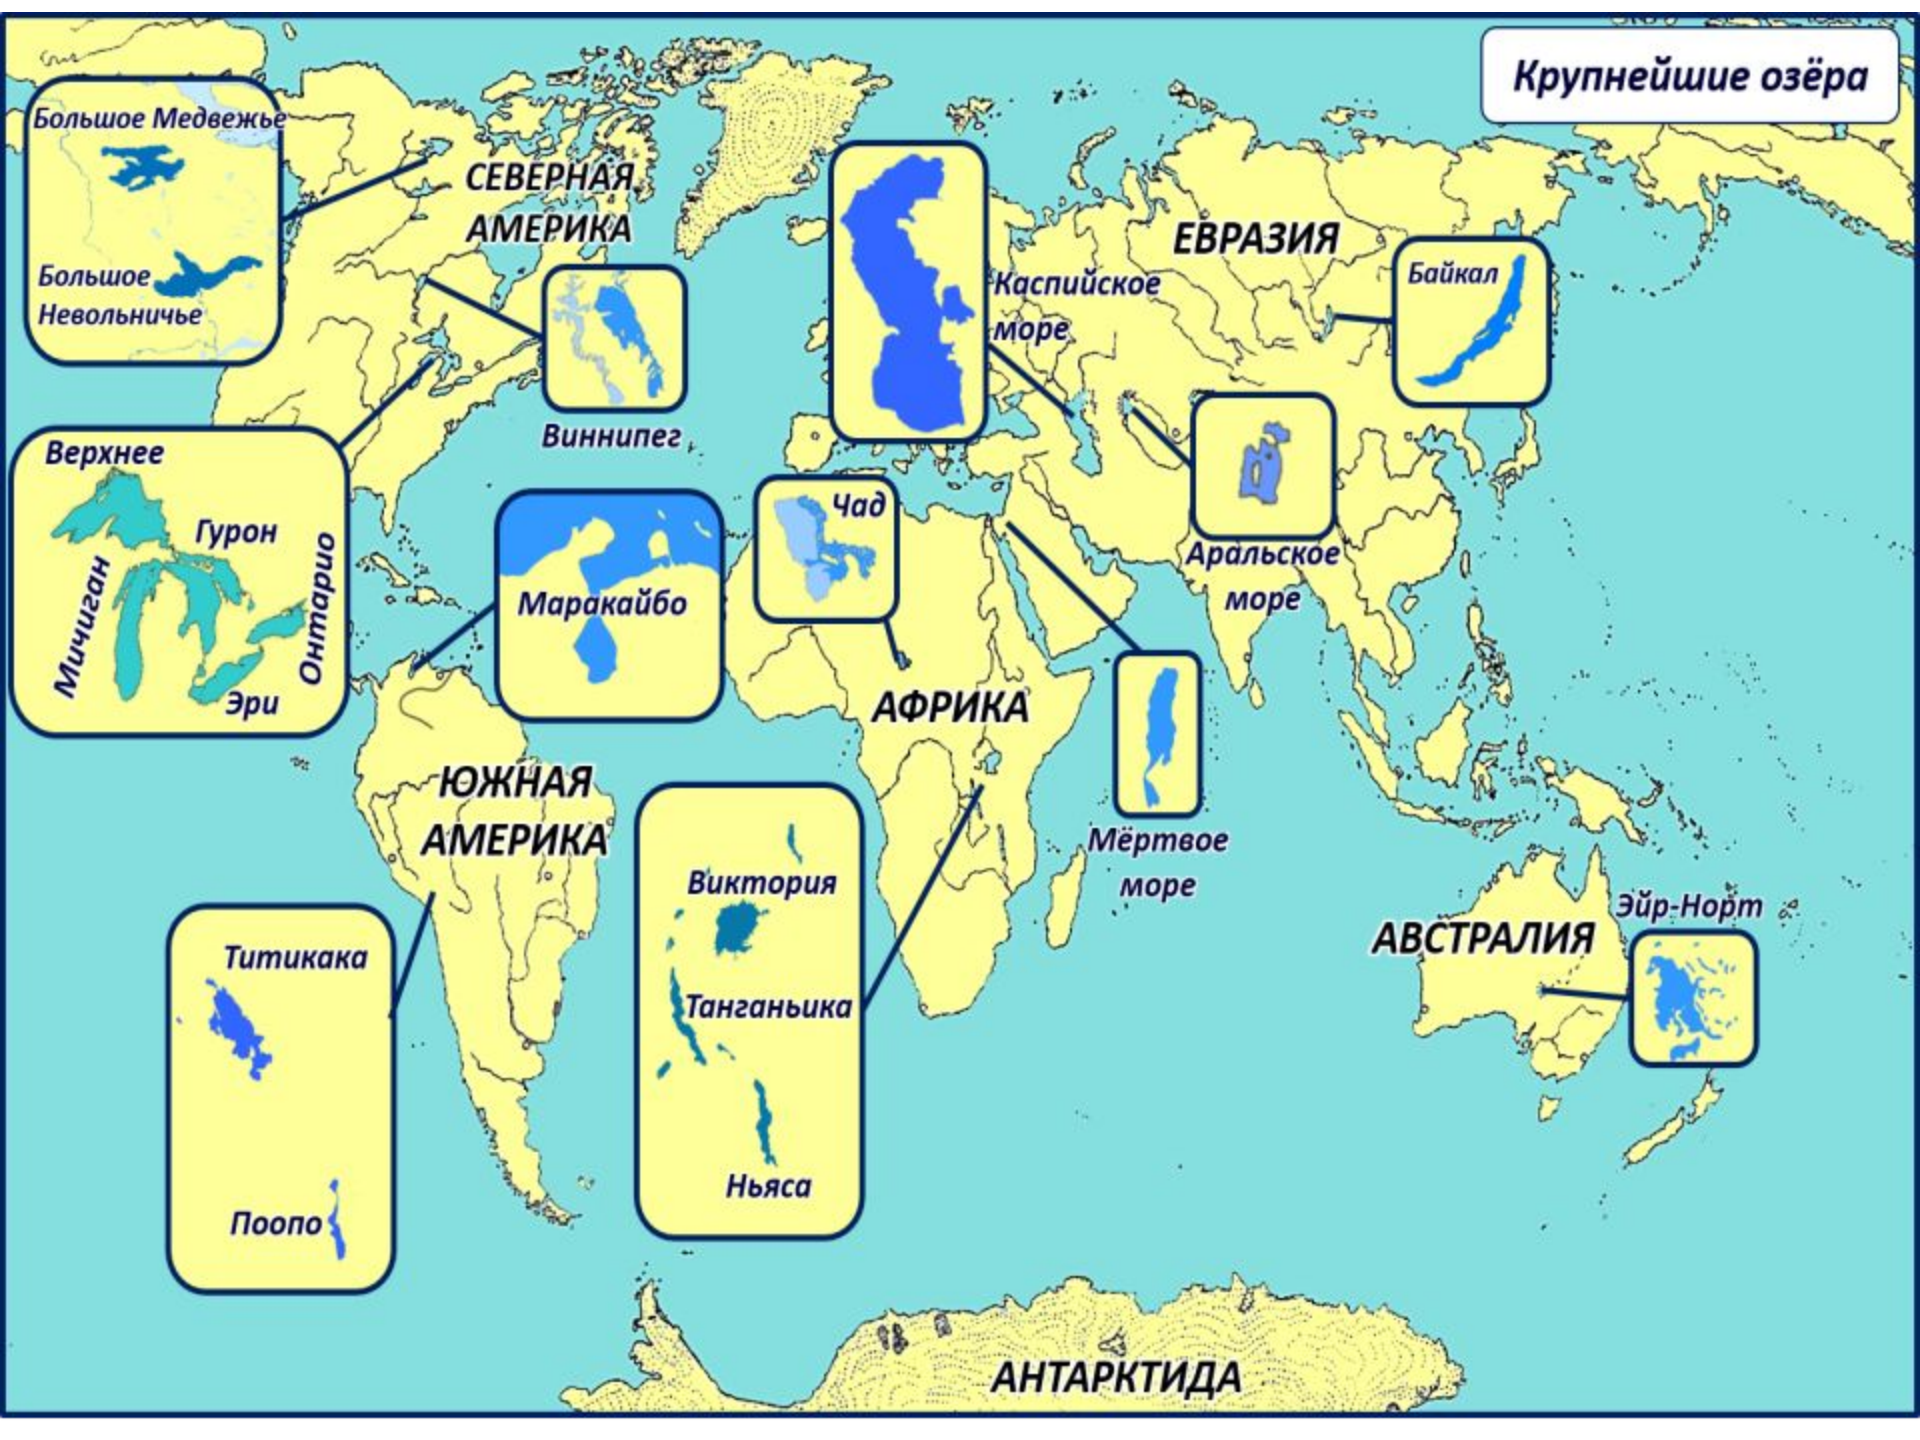 Крупнейшие озёра
Большое Медвежье
Большое
Невольничье
СЕВЕРНАЯ
АМЕРИКА
Виннипег
Верхнее
Гурон
Мичиган
Онтарио
Эри
Маракайбо
Каспийское
море
ЕВРАЗИЯ
Байкал
Аральское
море
Чад
АФРИКА
Мёртвое
море
ЮЖНАЯ
АМЕРИКА
Титикака
Поопо
Виктория
Танганьика
Ньяса
АВСТРАЛИЯ
Эйр-Норт
АНТАРКТИДА